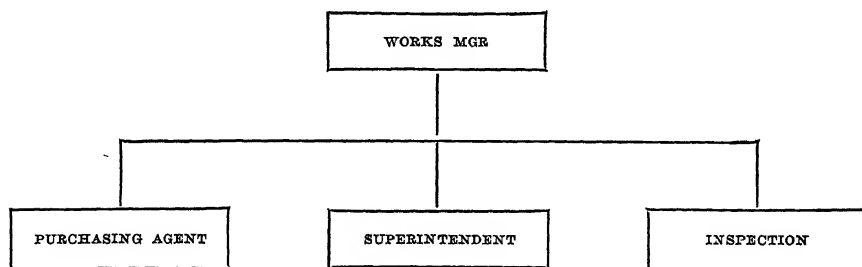 WORKS MGR
PURCHASING AGENT
SUPERINTENDENT
INSPECTION